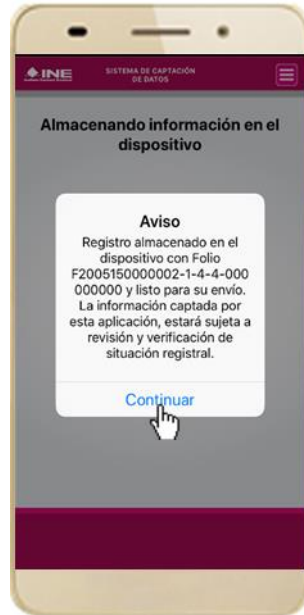 INE
SISTEMA DE CAPTACIÓN
DE DATOS
Almacenando información en el
dispositivo
Aviso
Registro almacenado en el
dispositivo con Folio
F2005150000002-1-4-4-000
000000 y listo para su envío.
La información captada por
esta aplicación, estará sujeta a
revisión y verificación de
situación registral.
Continuar